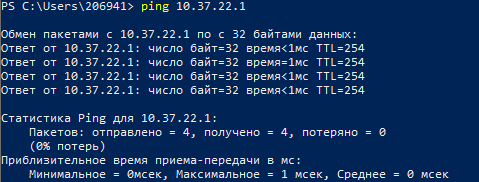 PS C:\Users\206941> ping 10.37.22.1
Обмен пакетами с 10.37.22.1 по с 32 байтами данных:
Ответ от 10.37.22.1: число байт=32 время<1мс TTL=254
Ответ от 10.37.22.1: число байт=32 время=1мс TTL=254
Ответ от 10.37.22.1: число байт=32 время<1мс TTL=254
Ответ от 10.37.22.1: число байт=32 время<1мс TTL=254
Статистика Ping для 10.37.22.1:
Пакетов: отправлено = 4, получено = 4, потеряно = 0
(0% потерь)
Приблизительное время приема-передачи в мс:
Минимальное = 0мсек, Максимальное = 1 мсек, Среднее = 0 мсек